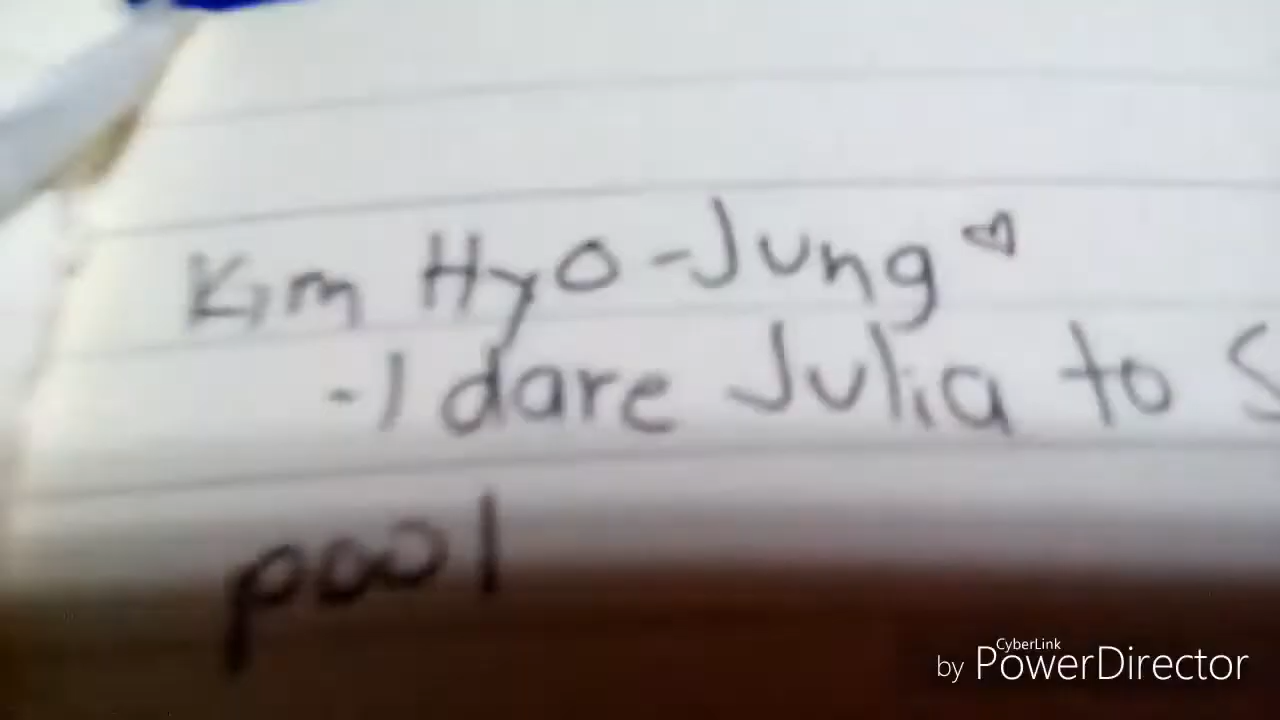 Kim Hyo-Jung ♡
-I dare Julia to
pool
CyberLink
by PowerDirector